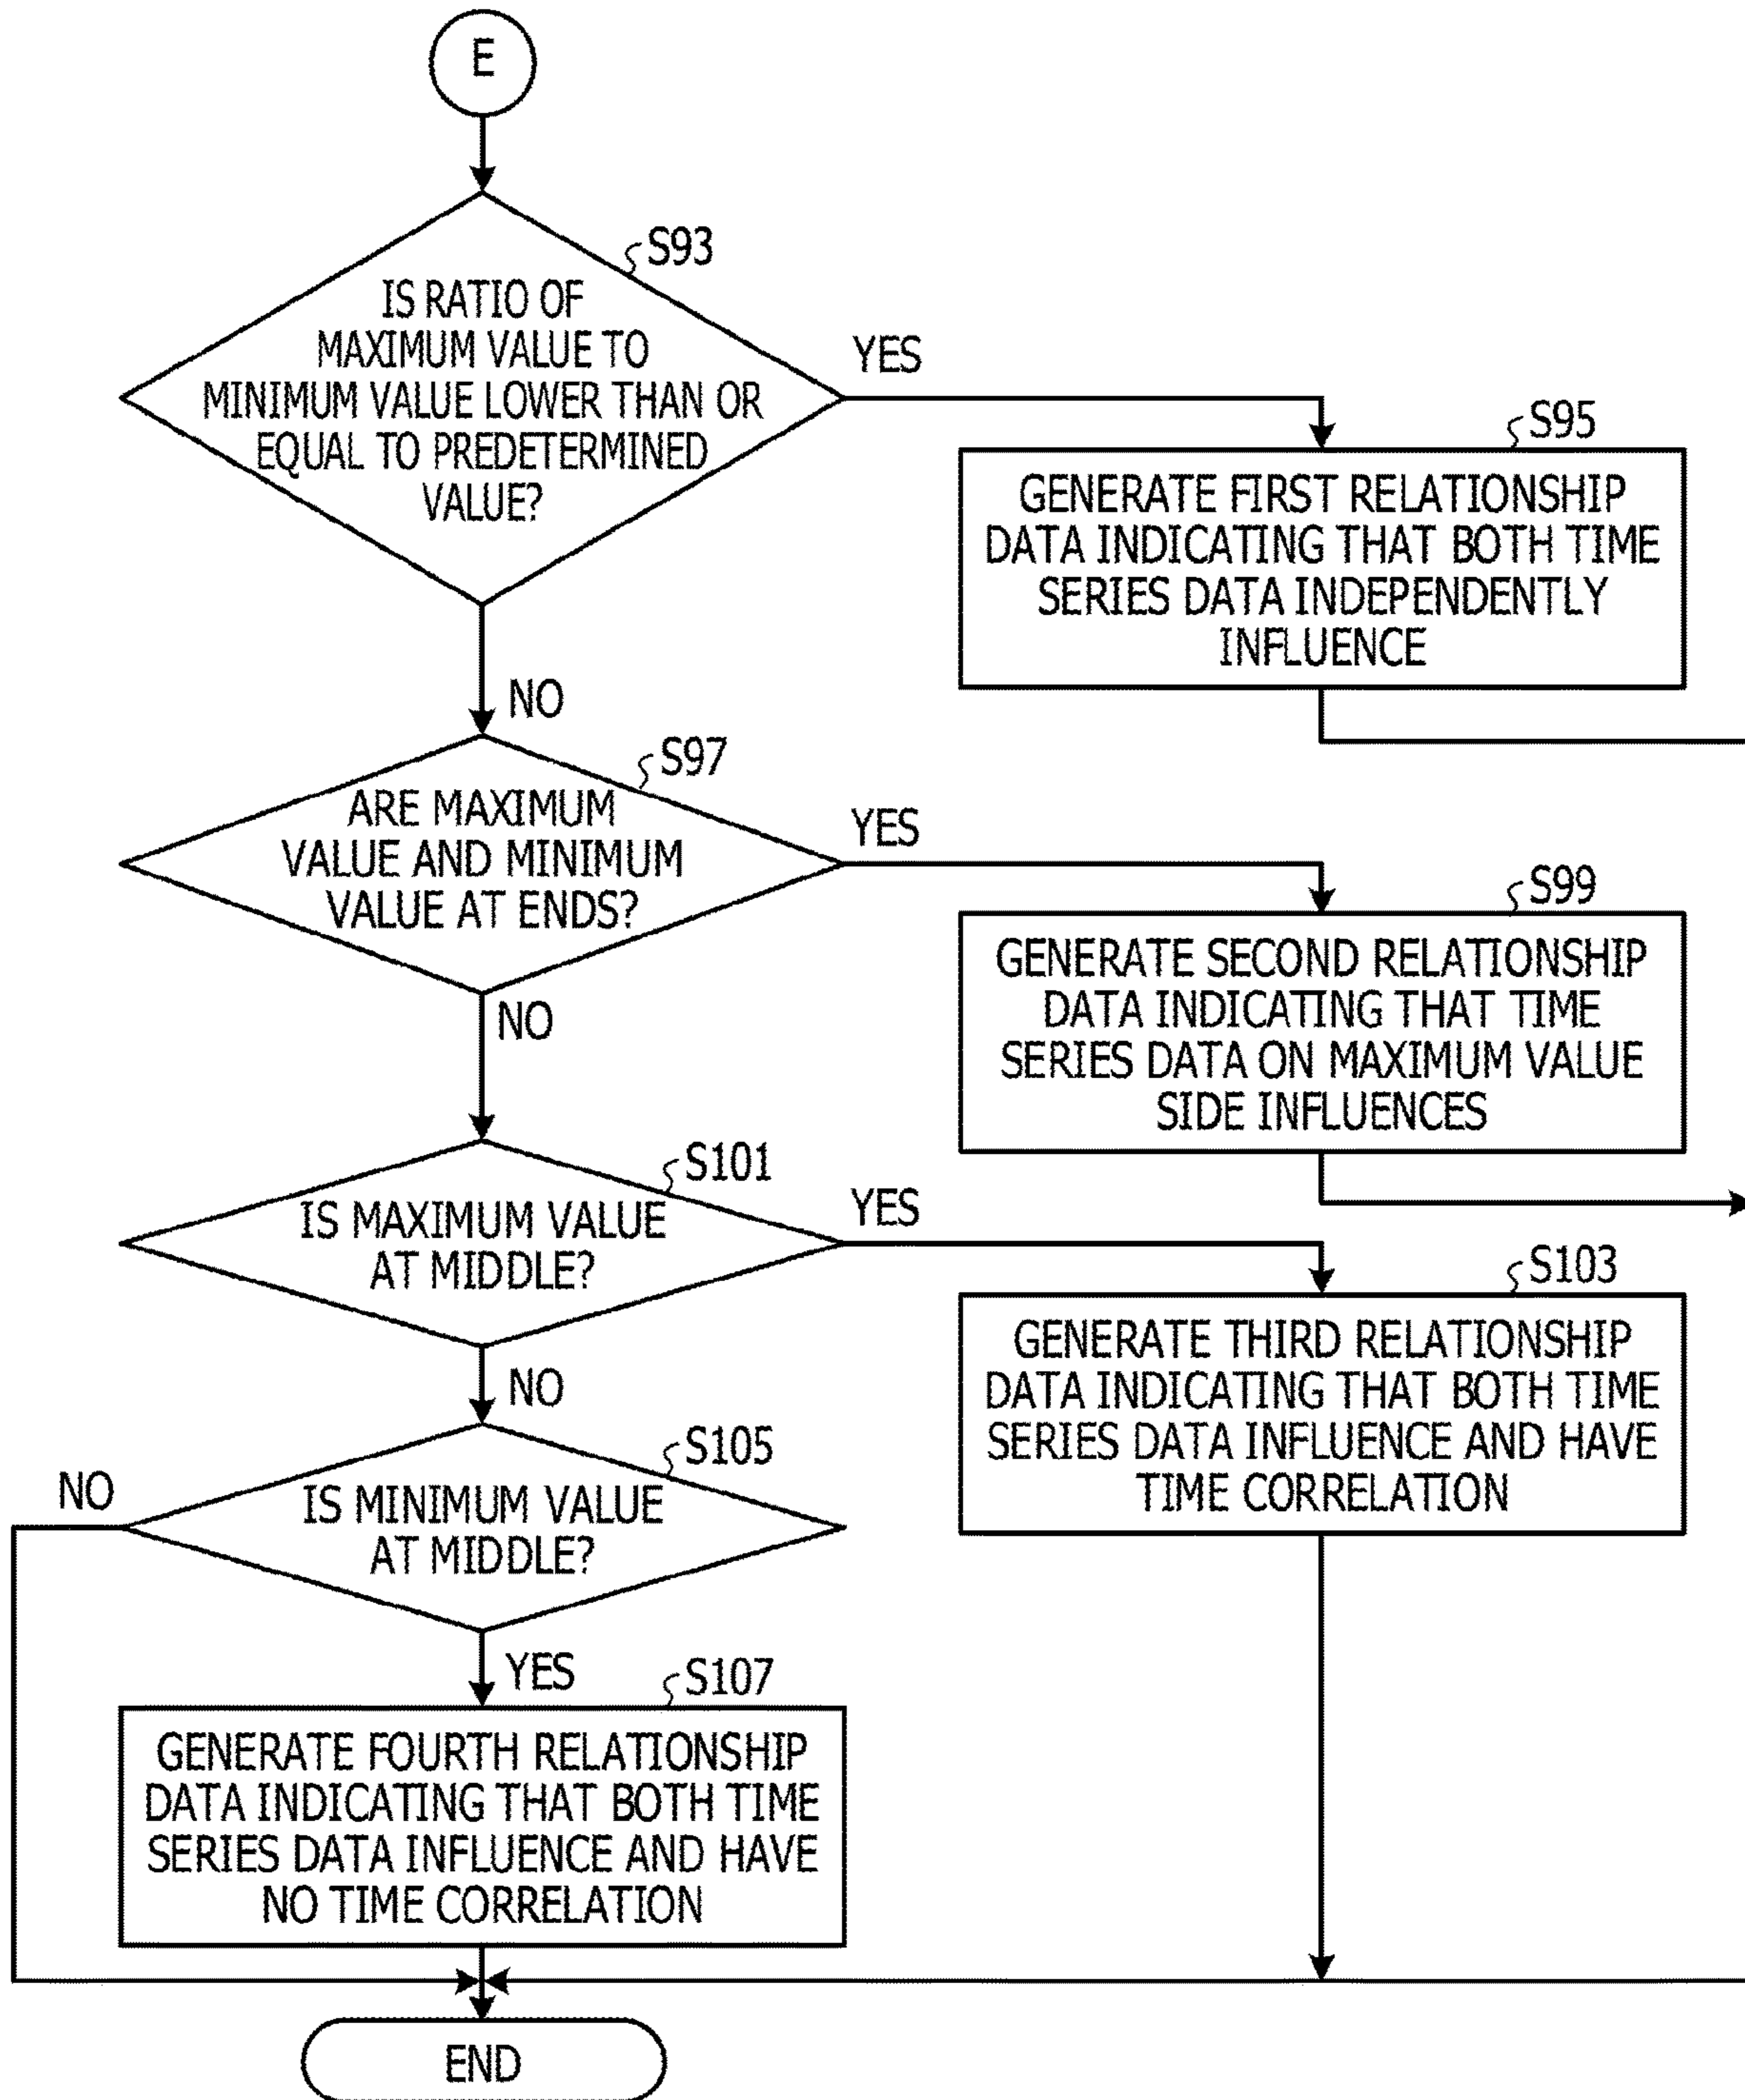 E
S93
IS RATIO OF
MAXIMUM VALUE TO
MINIMUM VALUE LOWER THAN OR
EQUAL TO PREDETERMINED
VALUE?
YES
NO
S95
GENERATE FIRST RELATIONSHIP
DATA INDICATING THAT BOTH TIME
SERIES DATA INDEPENDENTLY
INFLUENCE
S97
ARE MAXIMUM
VALUE AND MINIMUM
VALUE AT ENDS?
YES
NO
S99
GENERATE SECOND RELATIONSHIP
DATA INDICATING THAT TIME
SERIES DATA ON MAXIMUM VALUE
SIDE INFLUENCES
S101
IS MAXIMUM VALUE
AT MIDDLE?
YES
NO
S103
GENERATE THIRD RELATIONSHIP
DATA INDICATING THAT BOTH TIME
SERIES DATA INFLUENCE AND HAVE
TIME CORRELATION
S105
IS MINIMUM VALUE
AT MIDDLE?
NO
YES
S107
GENERATE FOURTH RELATIONSHIP
DATA INDICATING THAT BOTH TIME
SERIES DATA INFLUENCE AND HAVE
NO TIME CORRELATION
END